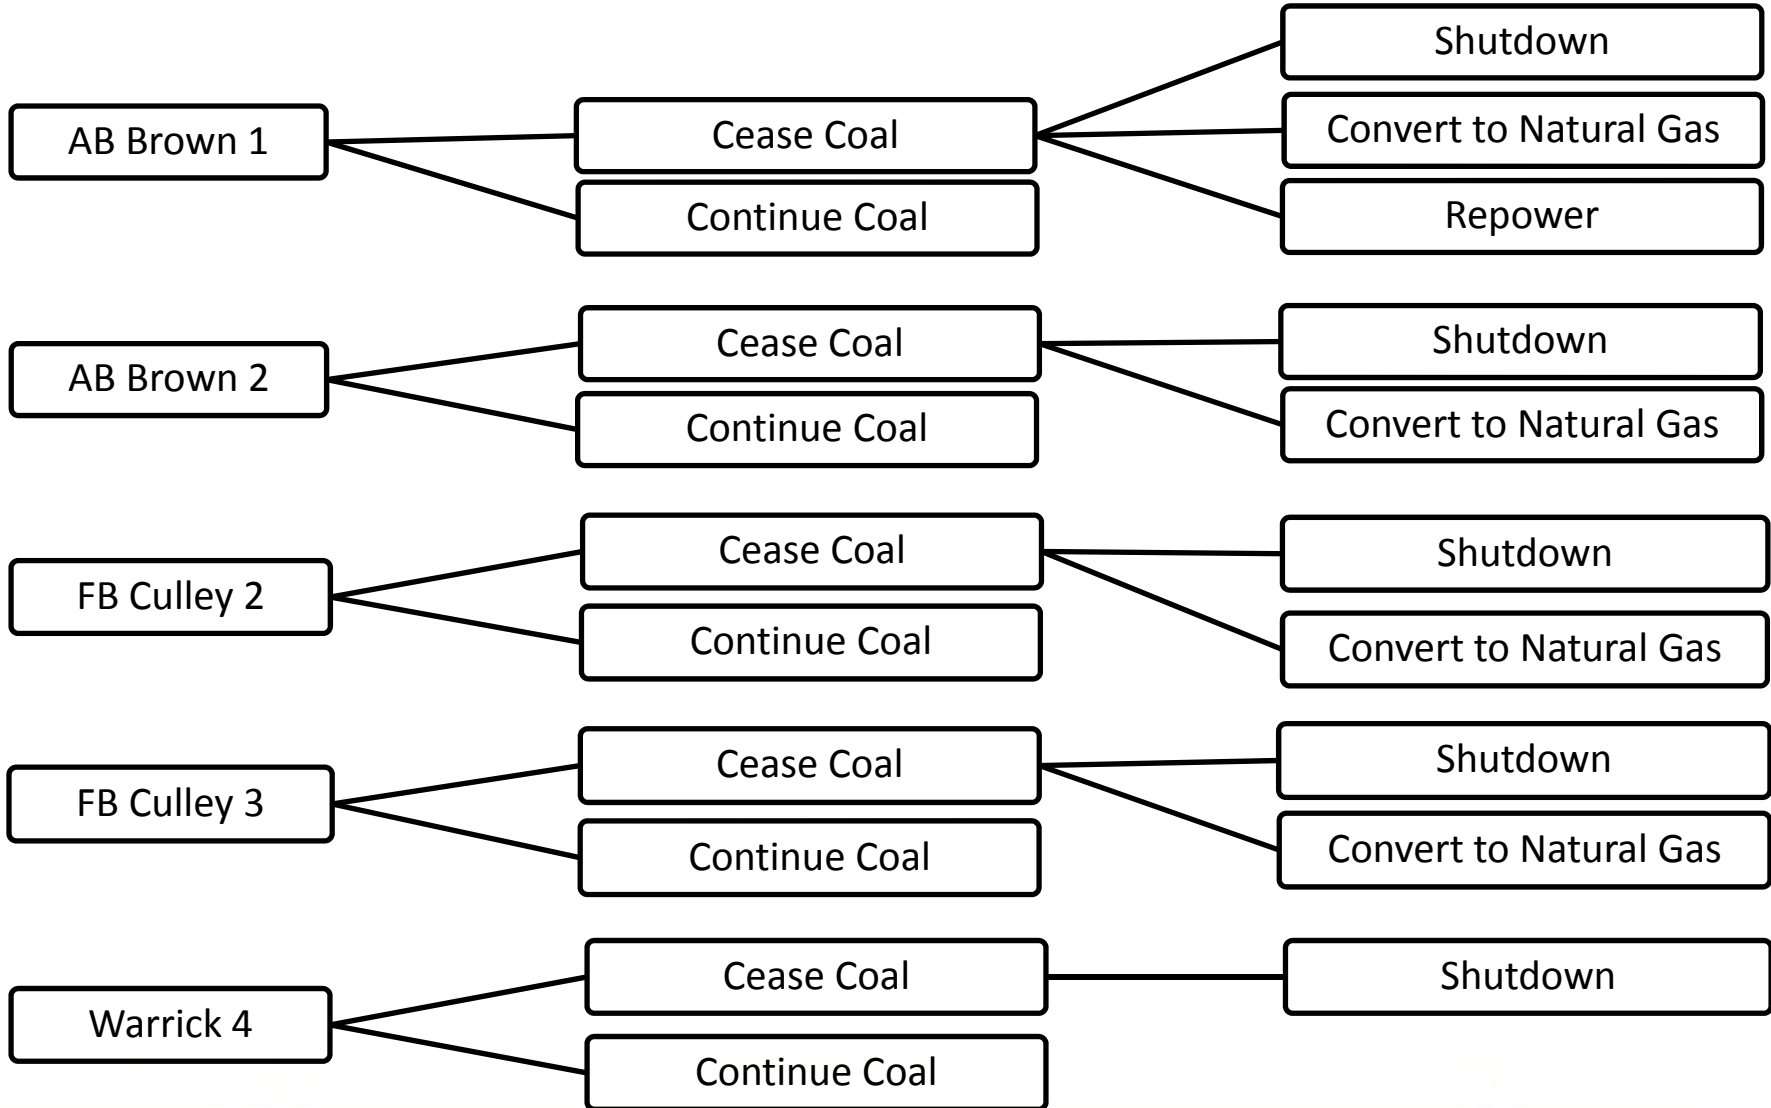 Shutdown
AB Brown 1
Cease Coal
Convert to Natural Gas
Continue Coal
Repower
AB Brown 2
Cease Coal
Shutdown
Continue Coal
Convert to Natural Gas
FB Culley 2
Cease Coal
Shutdown
Continue Coal
Convert to Natural Gas
FB Culley 3
Cease Coal
Shutdown
Continue Coal
Convert to Natural Gas
Warrick 4
Cease Coal
Shutdown
Continue Coal